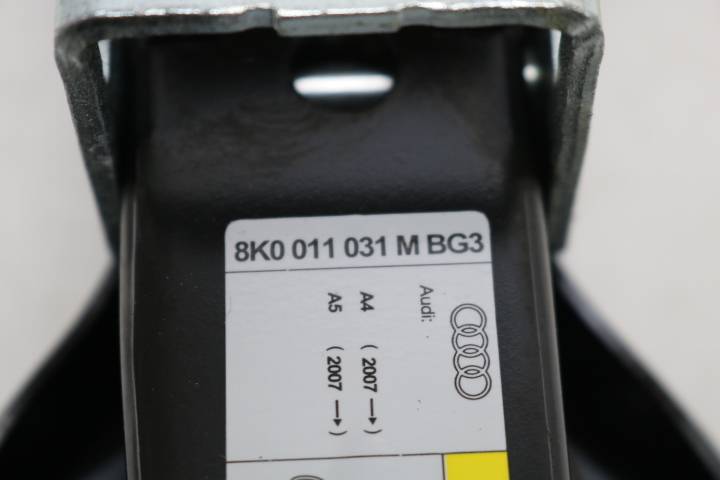 8K0 011 031 M BG3
Audi:
A4 ( 2007 → )
A5 ( 2007 → )